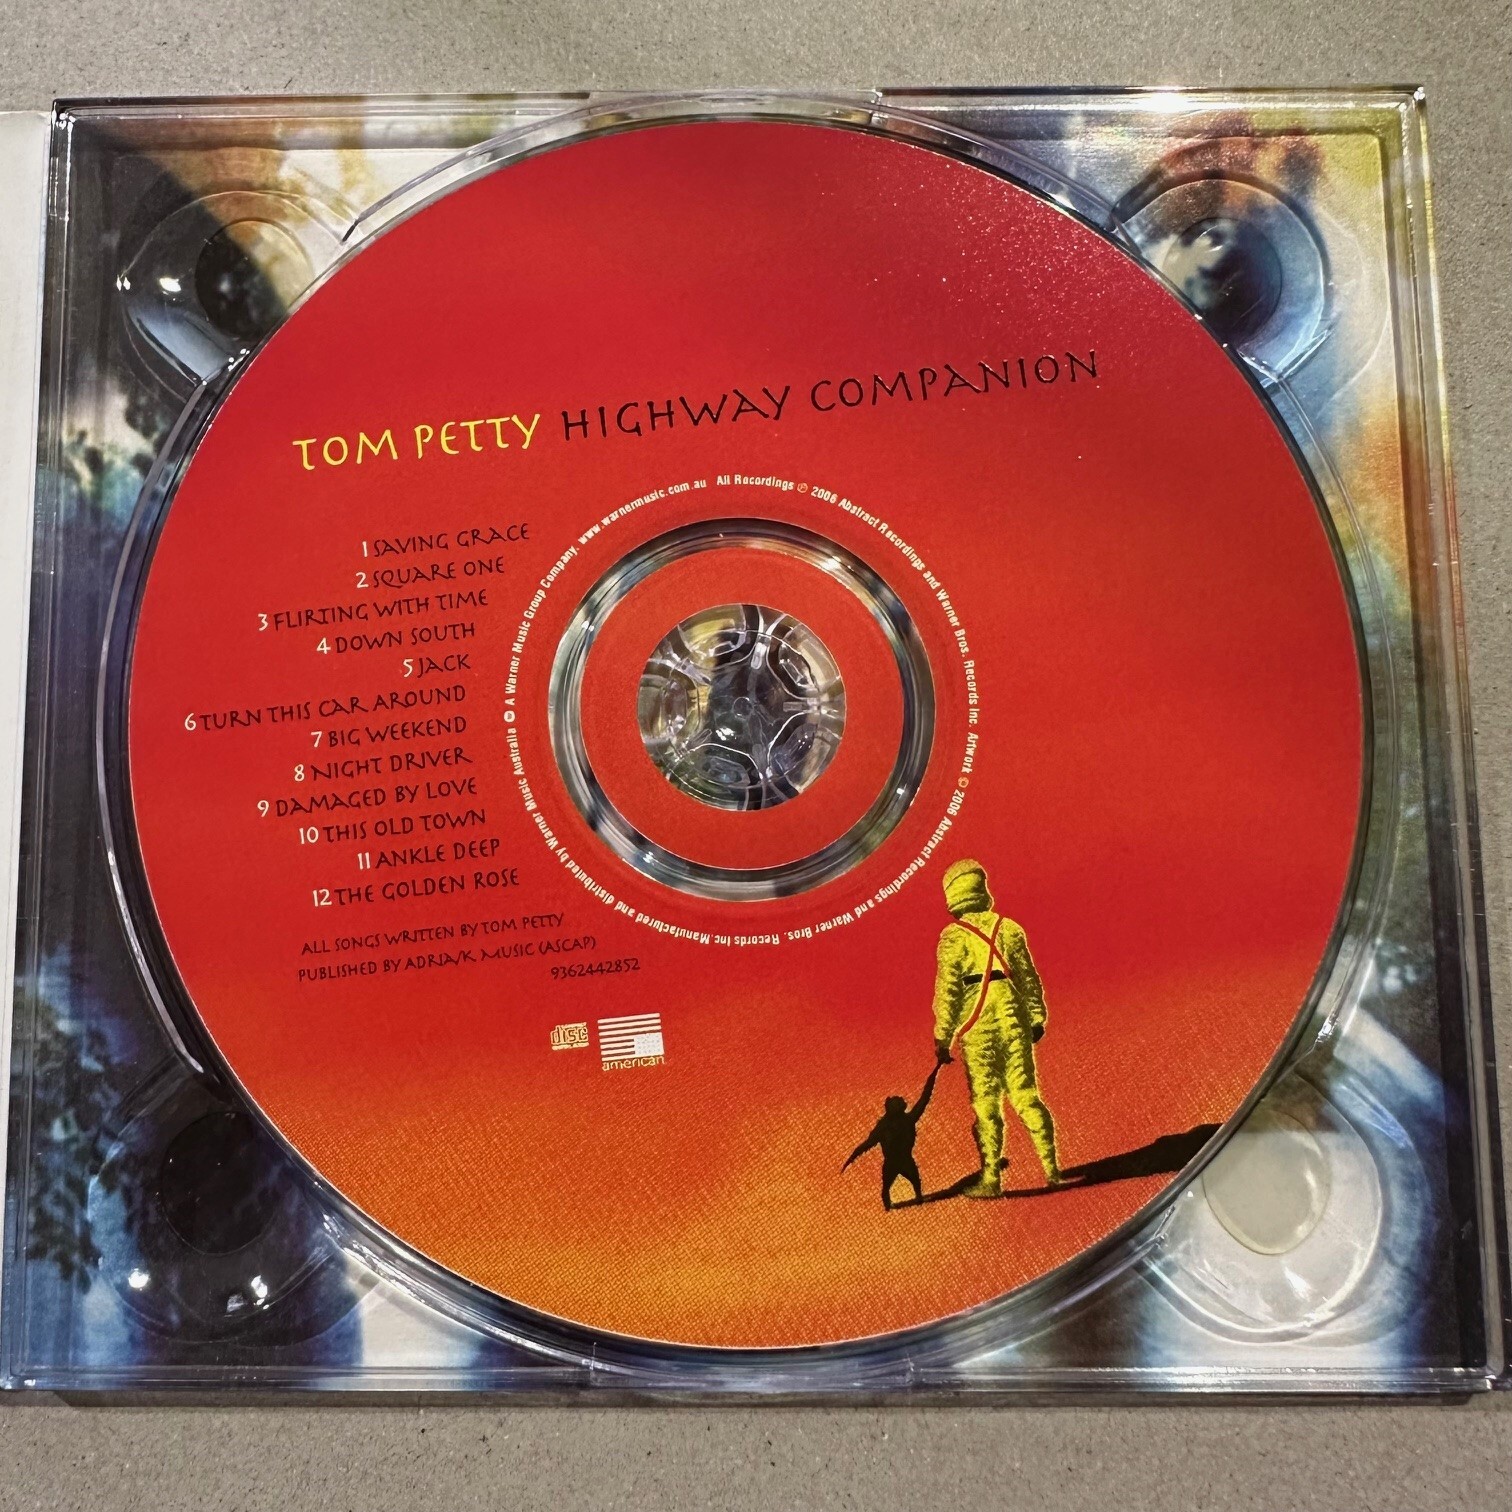 TOM PETTY HIGHWAY COMPANION
1 SAVING GRACE
2 SQUARE ONE
3 FLIRTING WITH TIME
4 DOWN SOUTH
5 JACK
6 TURN THIS CAR AROUND
7 BIG WEEKEND
8 NIGHT DRIVER
9 DAMAGED BY LOVE
10 THIS OLD TOWN
11 ANKLE DEEP
12 THE GOLDEN ROSE
ALL SONGS WRITTEN BY TOM PETTY
PUBLISHED BY ADRIA/K MUSIC (ASCAP)
9362442852
disc
american
All Recordings ℗ 2006 Abstract Recordings and Warner Bros. Records Inc. Artwork © 2006 Abstract Recordings and Warner Bros. Records Inc. Manufactured and distributed by Warner Music Australia A Warner Music Group Company. www.warnermusic.com.au